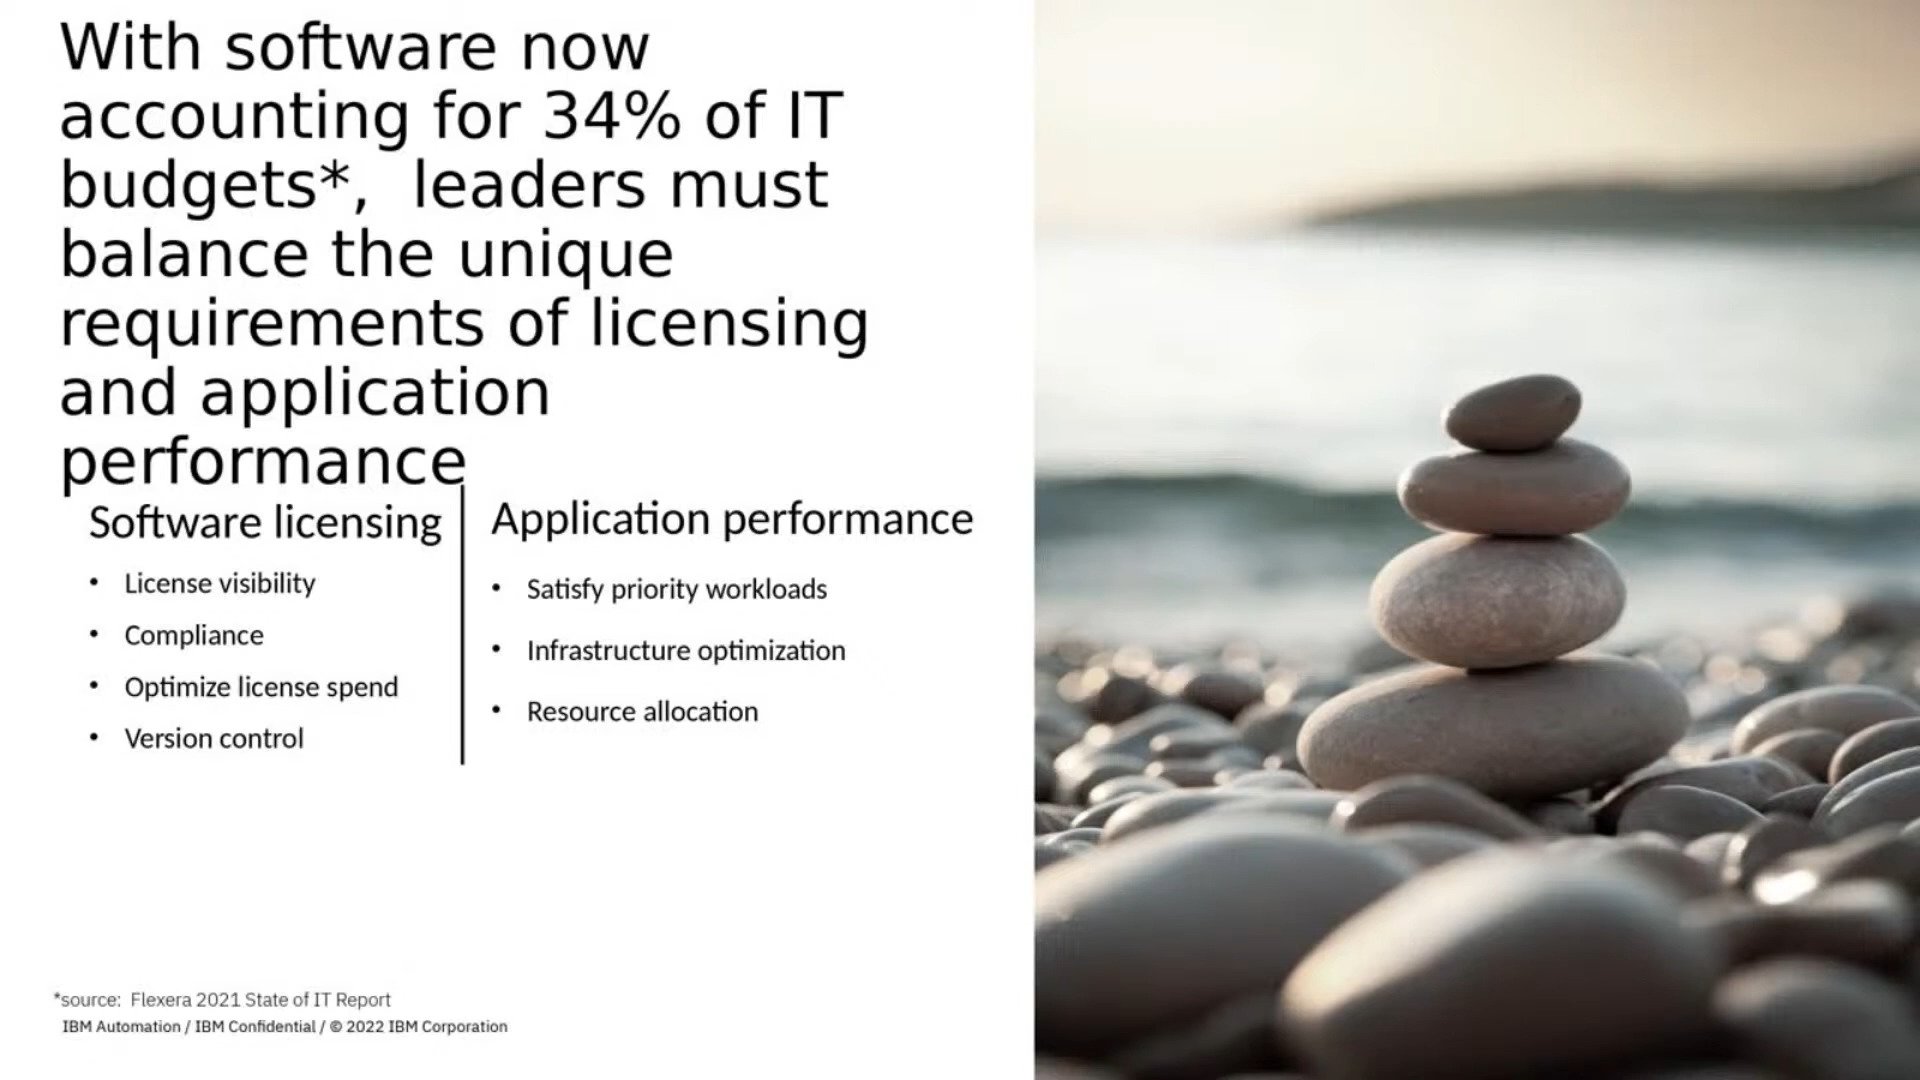 With software now
accounting for 34% of IT
budgets*,  leaders must
balance the unique
requirements of licensing
and application
performance
Software licensing
• License visibility
• Compliance
• Optimize license spend
• Version control
Application performance
• Satisfy priority workloads
• Infrastructure optimization
• Resource allocation
*source:  Flexera 2021 State of IT Report
IBM Automation / IBM Confidential / © 2022 IBM Corporation